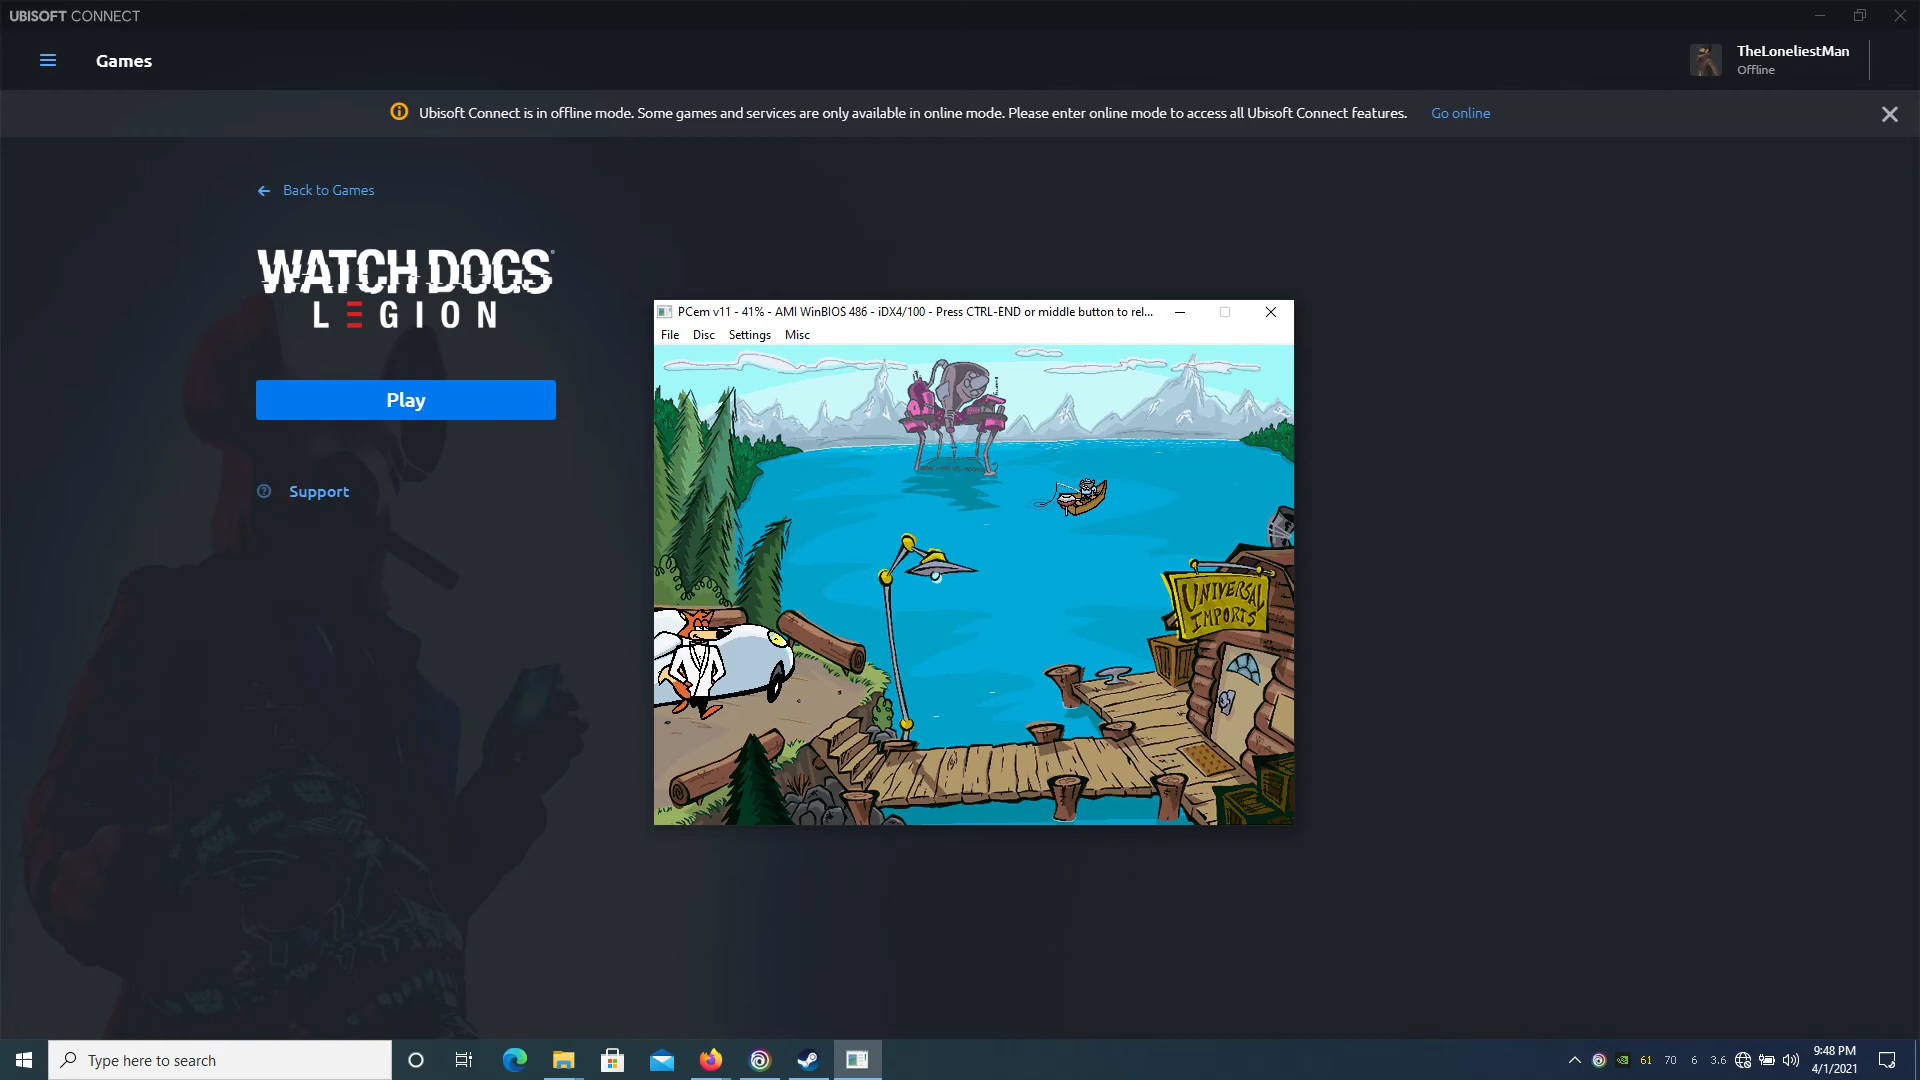 UBISOFT CONNECT
Games
TheLoneliestMan
Offline
Ubisoft Connect is in offline mode. Some games and services are only available in online mode. Please enter online mode to access all Ubisoft Connect features. Go online
Back to Games
WATCH DOGS
LEGION
Play
Support
PCem v11 - 41% - AMI WinBIOS 486 - iDX4/100 - Press CTRL-END or middle button to rel...
File Disc Settings Misc
UNIVERSAL
IMPORTS
Type here to search
61 70 6 3.6
9:48 PM
4/1/2021